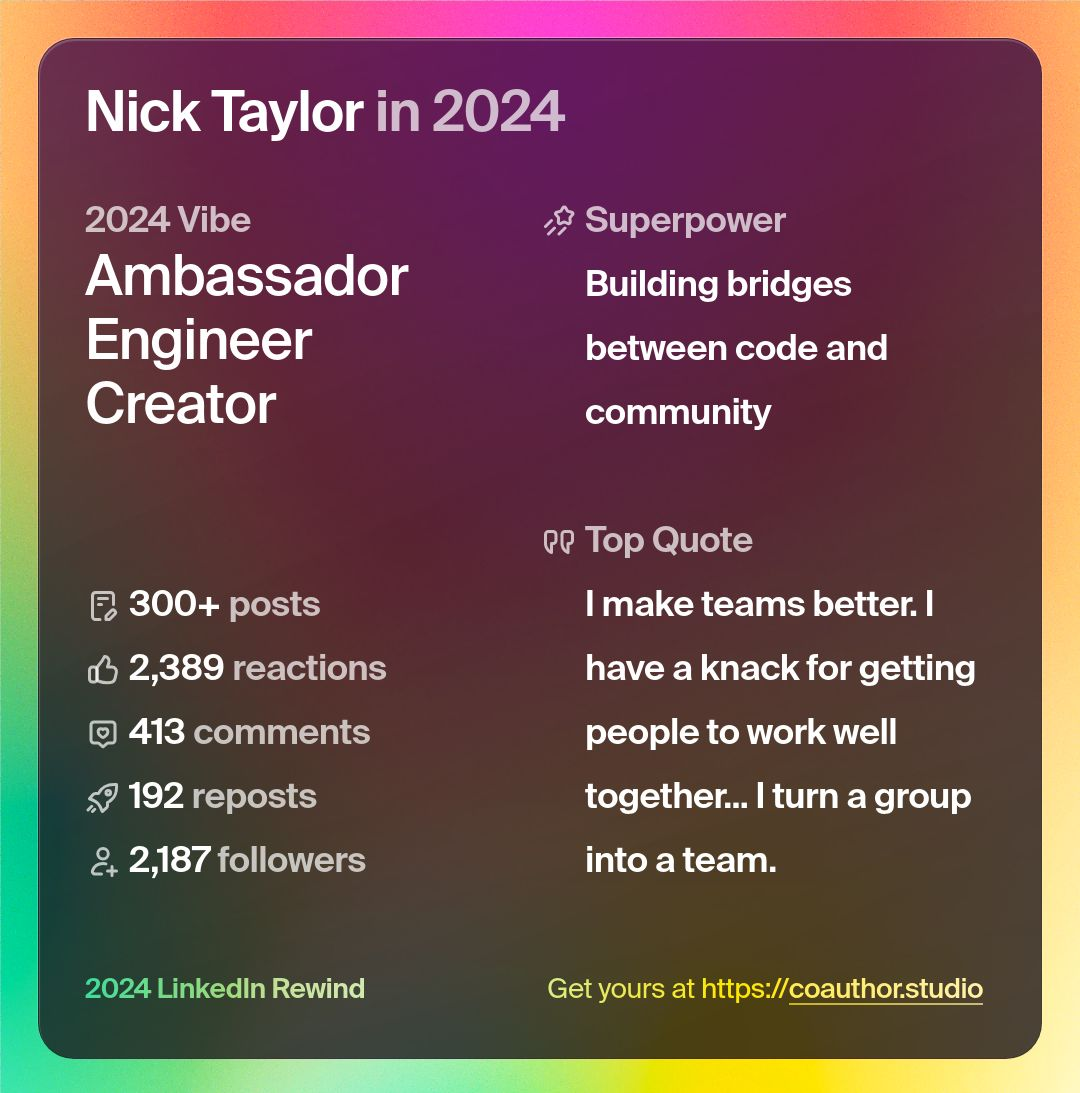 Nick Taylor in 2024
2024 Vibe
Ambassador
Engineer
Creator
300+ posts
2,389 reactions
413 comments
192 reposts
2,187 followers
Superpower
Building bridges
between code and
community
Top Quote
I make teams better. I
have a knack for getting
people to work well
together... I turn a group
into a team.
2024 LinkedIn Rewind
Get yours at https://coauthor.studio